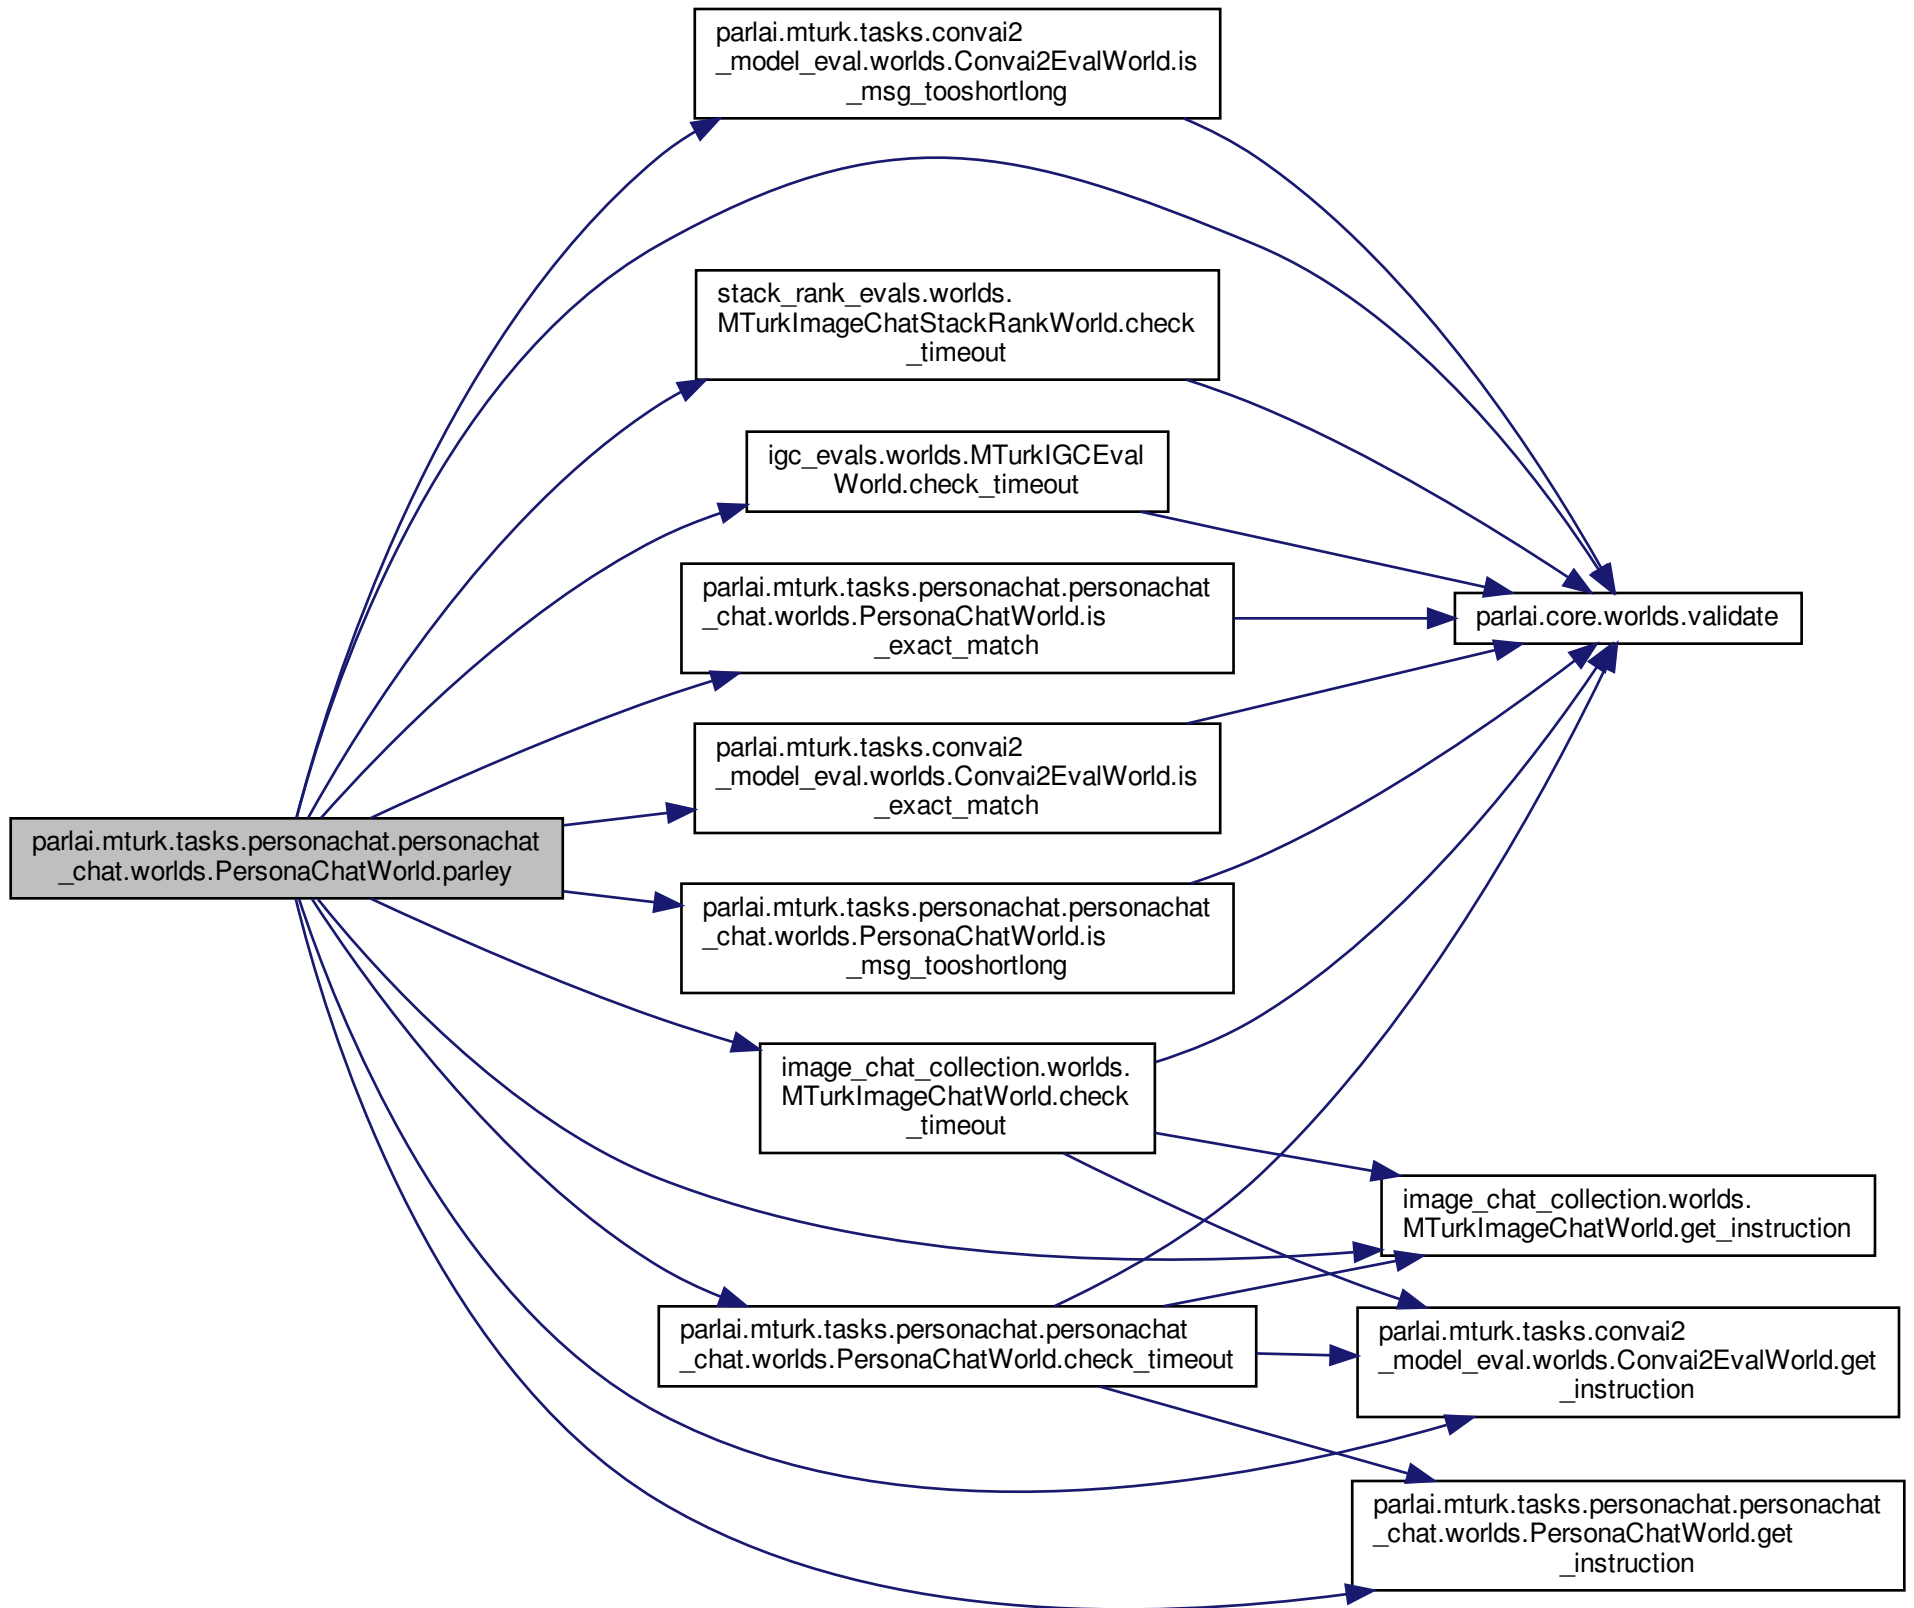 parlai.mturk.tasks.convai2
_model_eval.worlds.Convai2EvalWorld.is
_msg_tooshortlong
stack_rank_evals.worlds.
MTurkImageChatStackRankWorld.check
_timeout
igc_evals.worlds.MTurkIGCEval
World.check_timeout
parlai.mturk.tasks.personachat.personachat
_chat.worlds.PersonaChatWorld.is
_exact_match
parlai.core.worlds.validate
parlai.mturk.tasks.convai2
_model_eval.worlds.Convai2EvalWorld.is
_exact_match
parlai.mturk.tasks.personachat.personachat
_chat.worlds.PersonaChatWorld.parley
parlai.mturk.tasks.personachat.personachat
_chat.worlds.PersonaChatWorld.is
_msg_tooshortlong
image_chat_collection.worlds.
MTurkImageChatWorld.check
_timeout
image_chat_collection.worlds.
MTurkImageChatWorld.get_instruction
parlai.mturk.tasks.personachat.personachat
_chat.worlds.PersonaChatWorld.check_timeout
parlai.mturk.tasks.convai2
_model_eval.worlds.Convai2EvalWorld.get
_instruction
parlai.mturk.tasks.personachat.personachat
_chat.worlds.PersonaChatWorld.get
_instruction